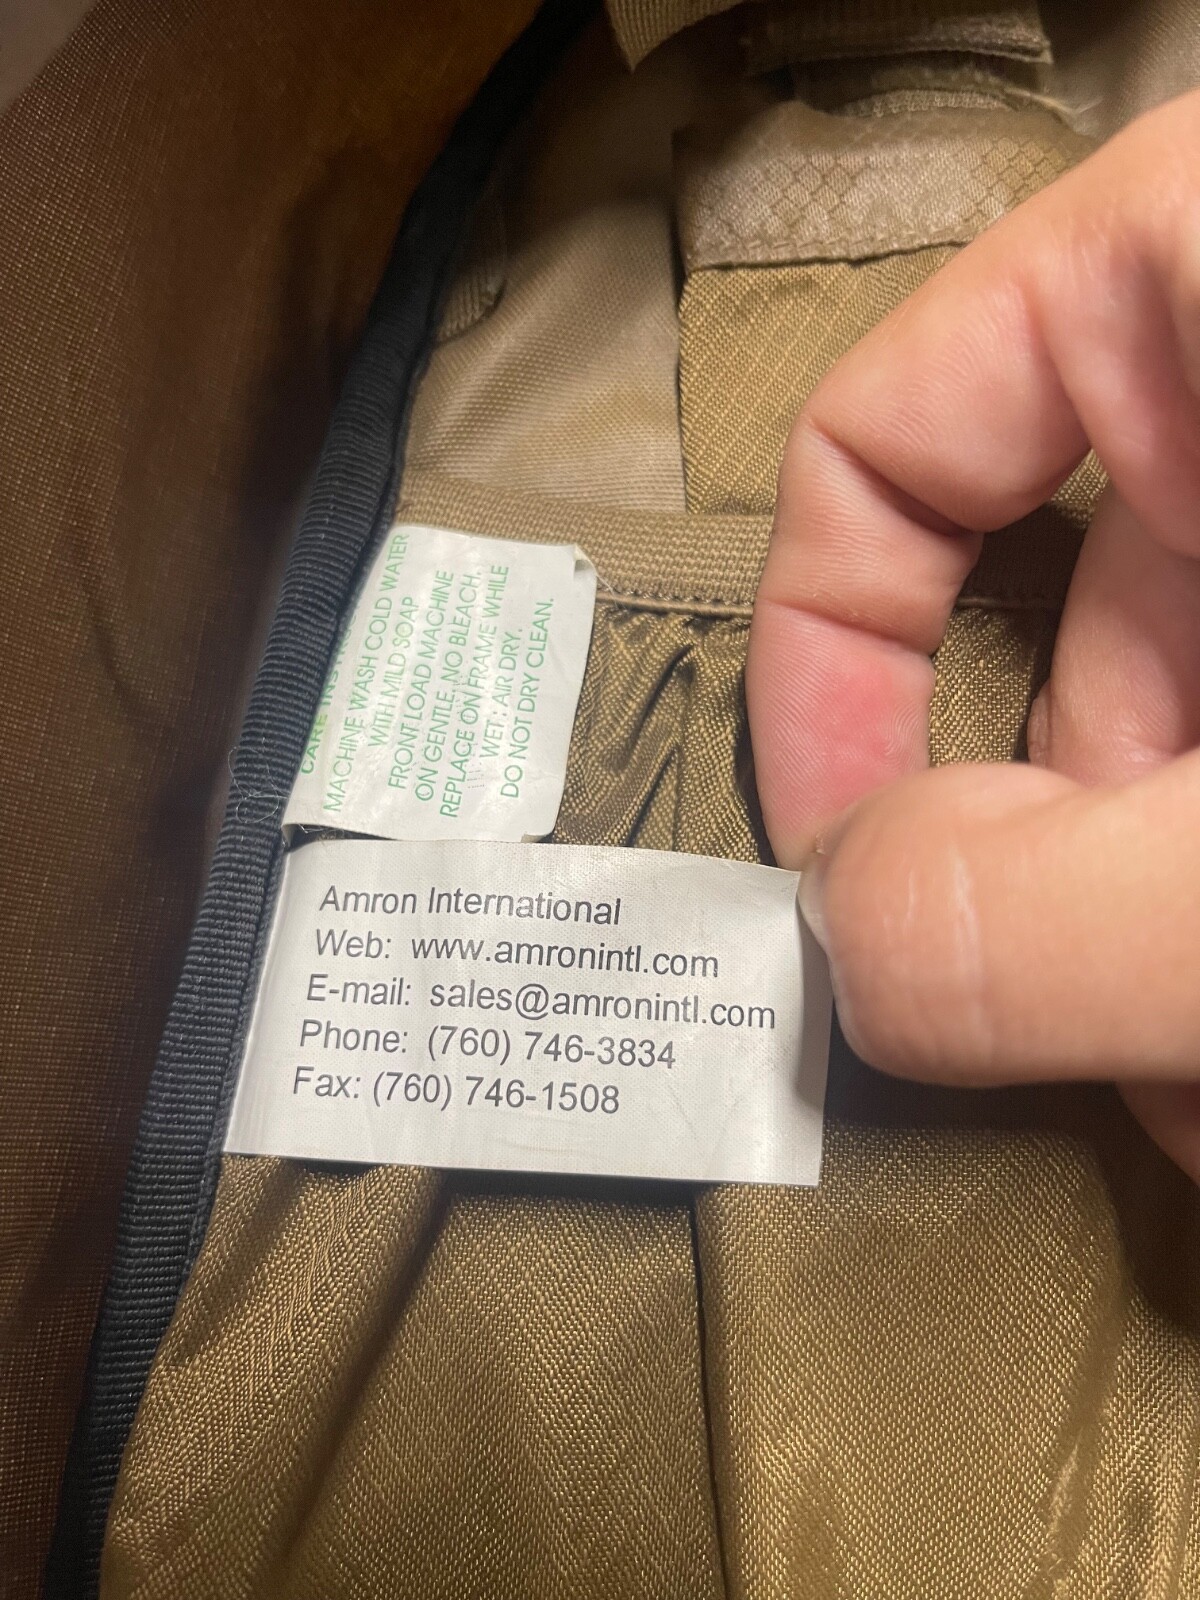 CARE
MACHINE WASH COLD WATER
WITH MILD SOAP
FRONT LOAD MACHINE
ON GENTLE. NO BLEACH.
REPLACE ON FRAME WHILE
WET. AIR DRY.
DO NOT DRY CLEAN.
Amron International
Web: www.amronintl.com
E-mail: sales@amronintl.com
Phone: (760) 746-3834
Fax: (760) 746-1508